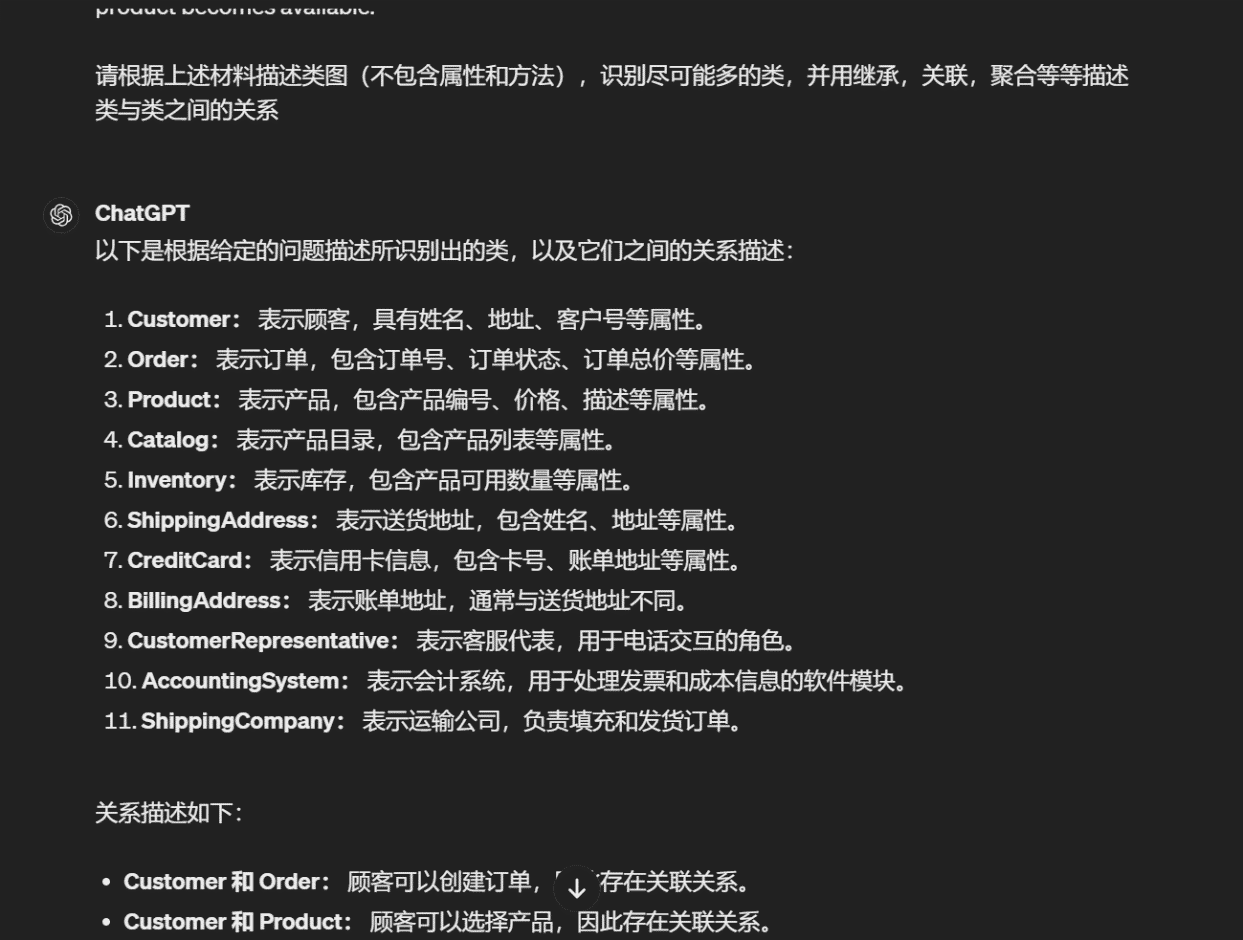 product becomes available.
请根据上述材料描述类图（不包含属性和方法），识别尽可能多的类，并用继承，关联，聚合等等描述
类与类之间的关系
ChatGPT
以下是根据给定的问题描述所识别出的类，以及它们之间的关系描述：
1. Customer： 表示顾客，具有姓名、地址、客户号等属性。
2. Order： 表示订单，包含订单号、订单状态、订单总价等属性。
3. Product： 表示产品，包含产品编号、价格、描述等属性。
4. Catalog： 表示产品目录，包含产品列表等属性。
5. Inventory： 表示库存，包含产品可用数量等属性。
6. ShippingAddress： 表示送货地址，包含姓名、地址等属性。
7. CreditCard： 表示信用卡信息，包含卡号、账单地址等属性。
8. BillingAddress： 表示账单地址，通常与送货地址不同。
9. CustomerRepresentative： 表示客服代表，用于电话交互的角色。
10. AccountingSystem： 表示会计系统，用于处理发票和成本信息的软件模块。
11. ShippingCompany： 表示运输公司，负责填充和发货订单。
关系描述如下：
• Customer 和 Order： 顾客可以创建订单，存在关联关系。
• Customer 和 Product： 顾客可以选择产品，因此存在关联关系。